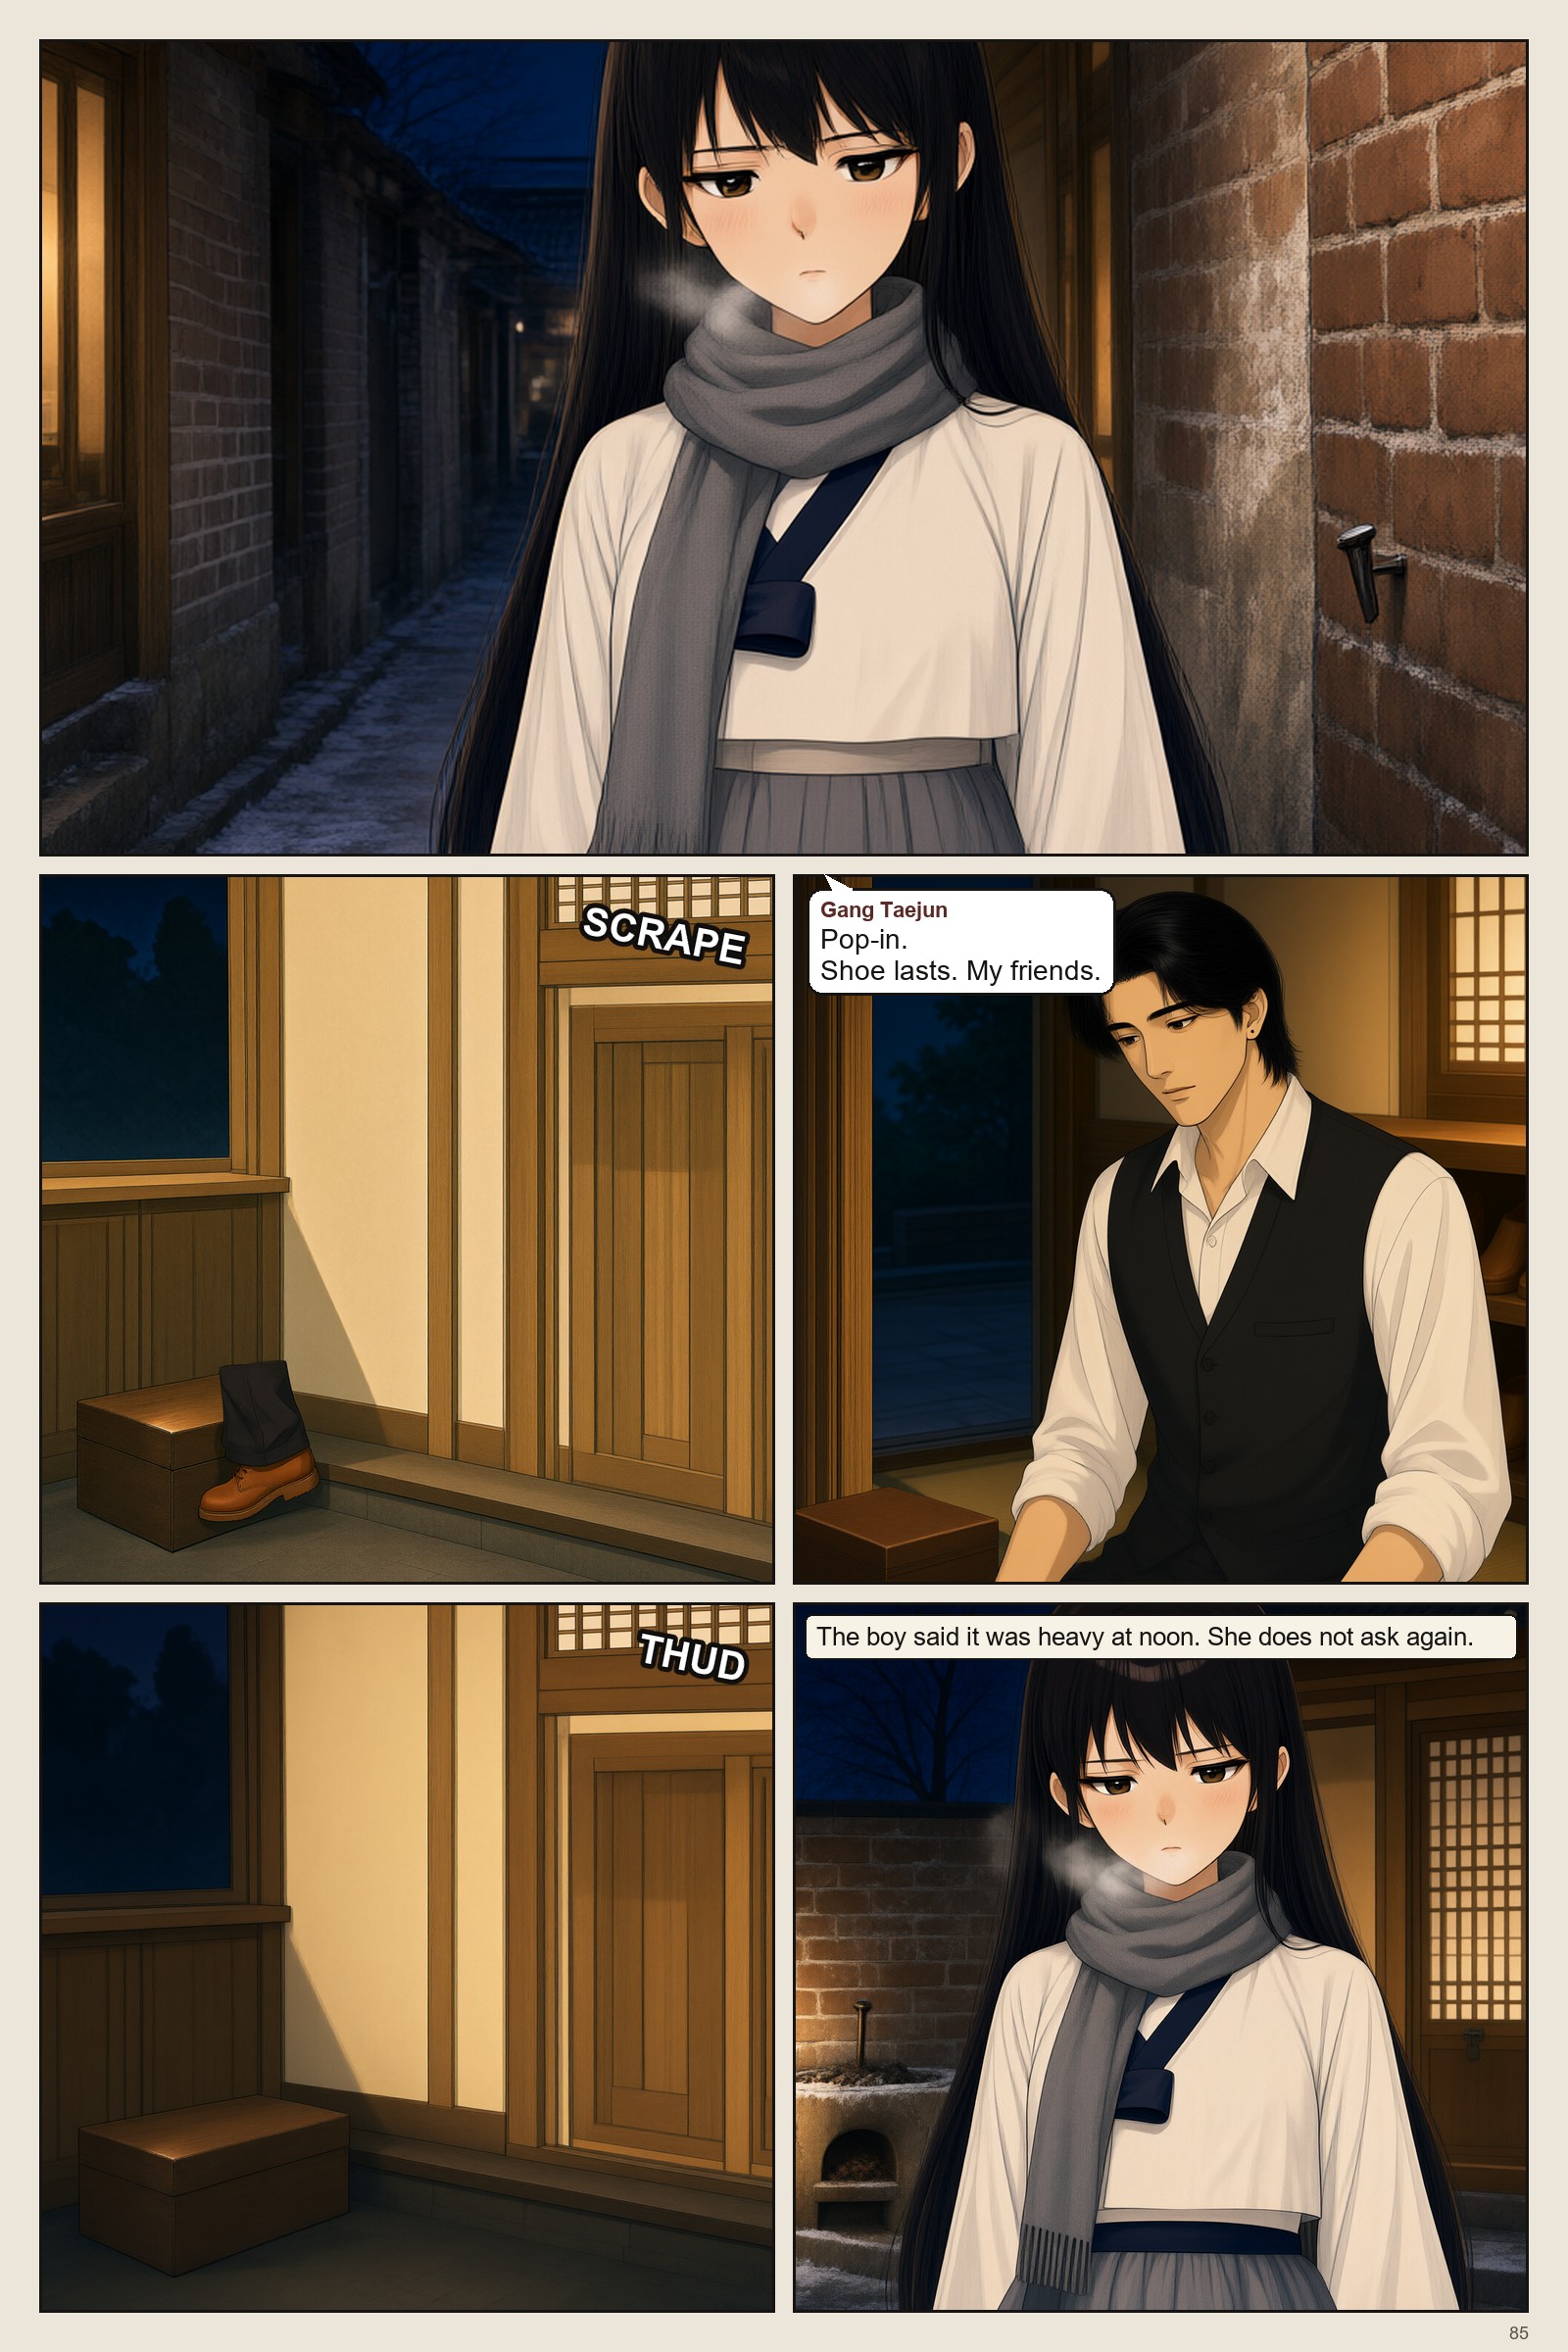 SCRAPE
Gang Taejun
Pop-in.
Shoe lasts. My friends.
THUD
The boy said it was heavy at noon. She does not ask again.
85